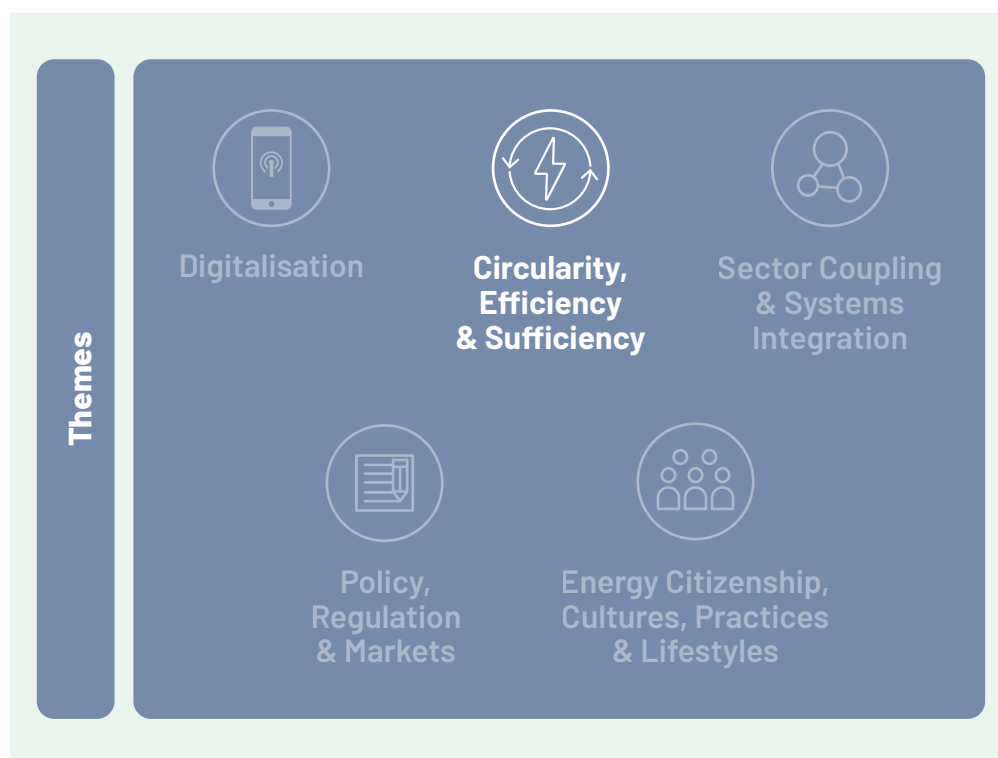 Themes
Digitalisation
Circularity,
Efficiency
& Sufficiency
Sector Coupling
& Systems
Integration
Policy,
Regulation
& Markets
Energy Citizenship,
Cultures, Practices
& Lifestyles